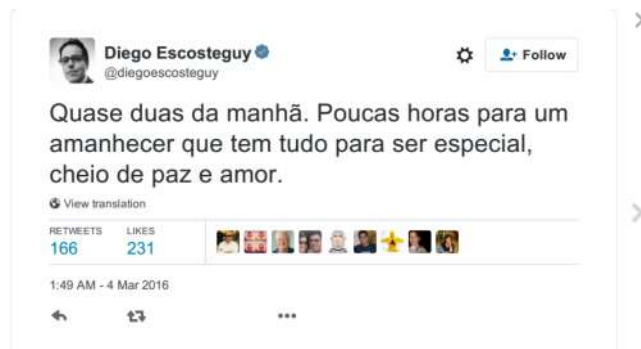 Diego Escosteguy
@diegoescosteguy
Follow
Quase duas da manhã. Poucas horas para um
amanhecer que tem tudo para ser especial,
cheio de paz e amor.
View translation
RETWEETS LIKES
166 231
1:49 AM - 4 Mar 2016